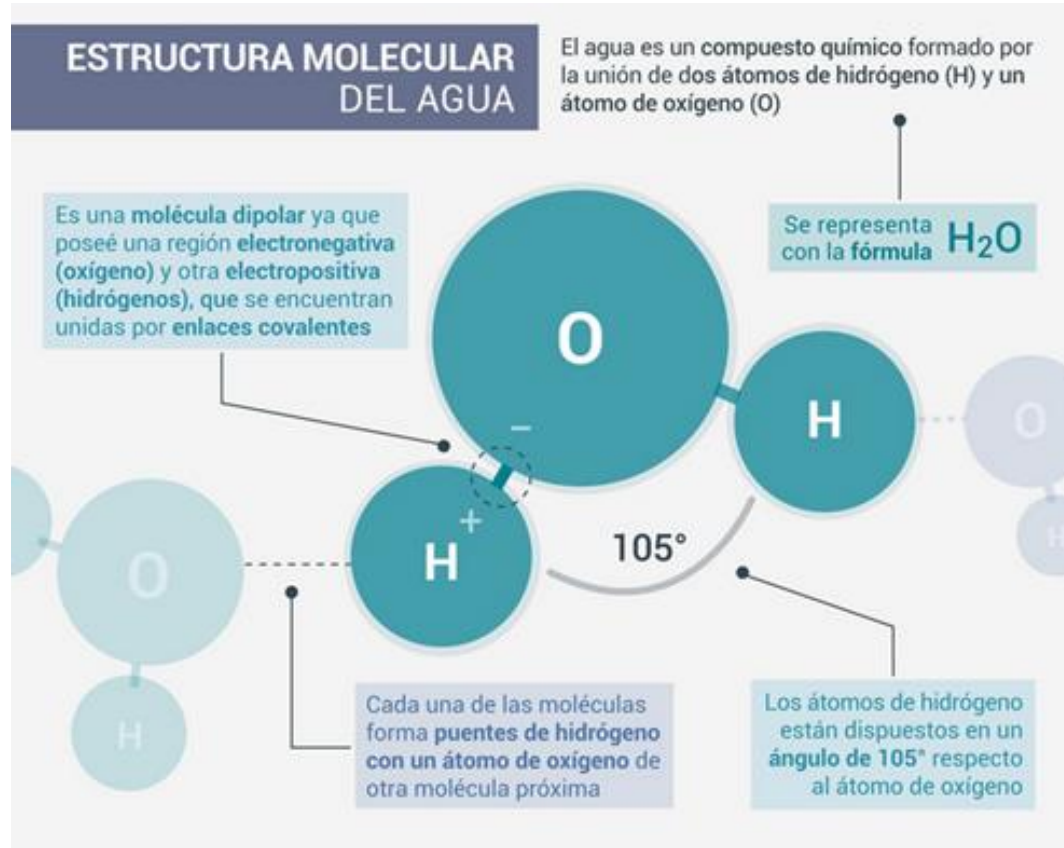 ESTRUCTURA MOLECULAR
DEL AGUA
El agua es un compuesto químico formado por
la unión de dos átomos de hidrógeno (H) y un
átomo de oxígeno (O)
Es una molécula dipolar ya que
poseé una región electronegativa
(oxígeno) y otra electropositiva
(hidrógenos), que se encuentran
unidas por enlaces covalentes
Se representa
con la fórmula H₂O
O
H
O
−
+
H
105°
O
H
H
Cada una de las moléculas
forma puentes de hidrógeno
con un átomo de oxígeno de
otra molécula próxima
Los átomos de hidrógeno
están dispuestos en un
ángulo de 105° respecto
al átomo de oxígeno